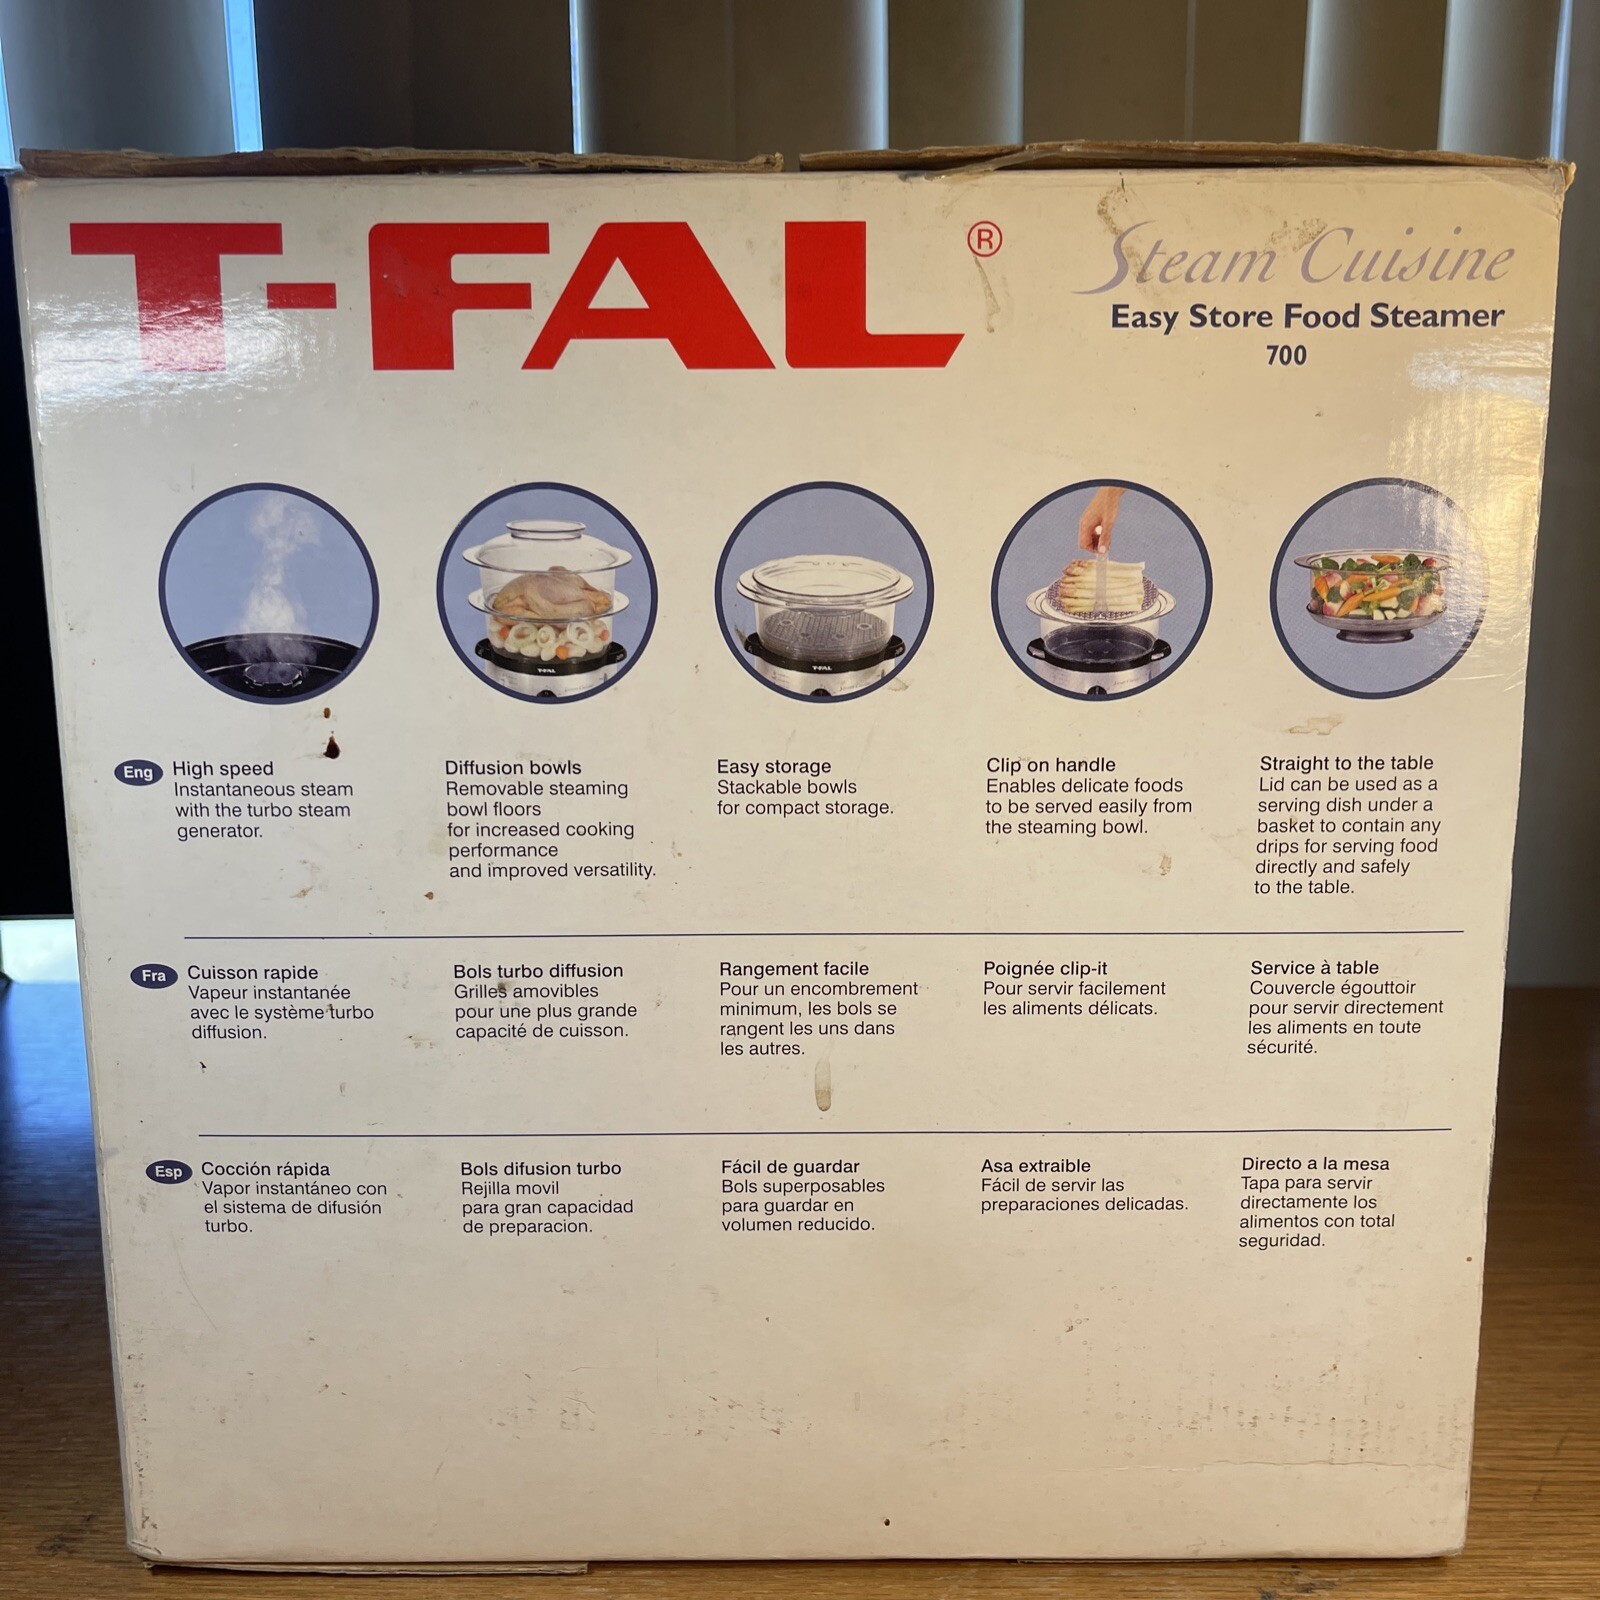 T-FAL®
Steam Cuisine
Easy Store Food Steamer
700
T-FAL
T-FAL
Eng
High speed
Instantaneous steam
with the turbo steam
generator.
Diffusion bowls
Removable steaming
bowl floors
for increased cooking
performance
and improved versatility.
Easy storage
Stackable bowls
for compact storage.
Clip on handle
Enables delicate foods
to be served easily from
the steaming bowl.
Straight to the table
Lid can be used as a
serving dish under a
basket to contain any
drips for serving food
directly and safely
to the table.
Fra
Cuisson rapide
Vapeur instantanée
avec le système turbo
diffusion.
Bols turbo diffusion
Grilles amovibles
pour une plus grande
capacité de cuisson.
Rangement facile
Pour un encombrement
minimum, les bols se
rangent les uns dans
les autres.
Poignée clip-it
Pour servir facilement
les aliments délicats.
Service à table
Couvercle égouttoir
pour servir directement
les aliments en toute
sécurité.
Esp
Cocción rápida
Vapor instantáneo con
el sistema de difusión
turbo.
Bols difusion turbo
Rejilla movil
para gran capacidad
de preparacion.
Fácil de guardar
Bols superposables
para guardar en
volumen reducido.
Asa extraible
Fácil de servir las
preparaciones delicadas.
Directo a la mesa
Tapa para servir
directamente los
alimentos con total
seguridad.